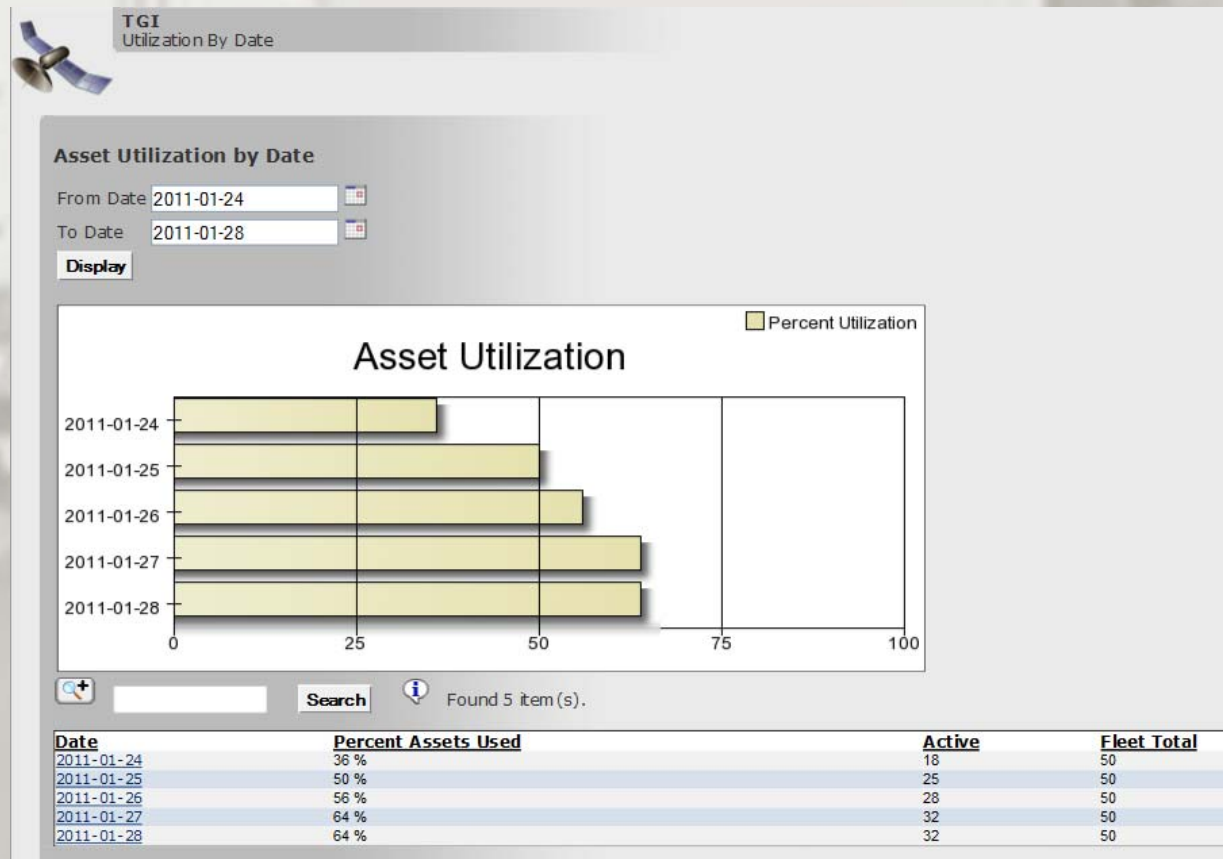 TGI
Utilization By Date
Asset Utilization by Date
From Date 2011-01-24
To Date 2011-01-28
Display
Percent Utilization
Asset Utilization
2011-01-24
2011-01-25
2011-01-26
2011-01-27
2011-01-28
0 25 50 75 100
Search Found 5 item(s).
Date Percent Assets Used Active Fleet Total
2011-01-24 36 % 18 50
2011-01-25 50 % 25 50
2011-01-26 56 % 28 50
2011-01-27 64 % 32 50
2011-01-28 64 % 32 50